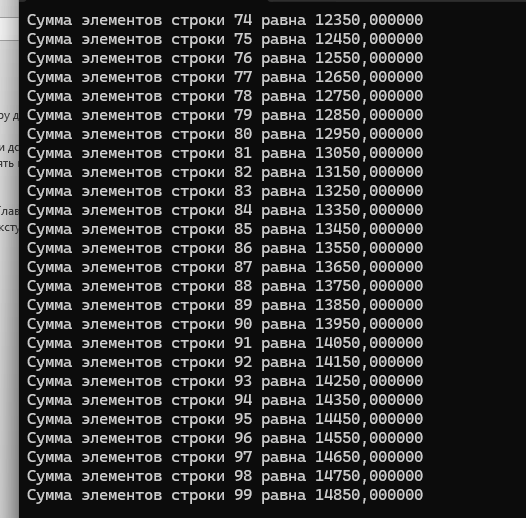 Сумма элементов строки 74 равна 12350,000000
Сумма элементов строки 75 равна 12450,000000
Сумма элементов строки 76 равна 12550,000000
Сумма элементов строки 77 равна 12650,000000
Сумма элементов строки 78 равна 12750,000000
Сумма элементов строки 79 равна 12850,000000
Сумма элементов строки 80 равна 12950,000000
Сумма элементов строки 81 равна 13050,000000
Сумма элементов строки 82 равна 13150,000000
Сумма элементов строки 83 равна 13250,000000
Сумма элементов строки 84 равна 13350,000000
Сумма элементов строки 85 равна 13450,000000
Сумма элементов строки 86 равна 13550,000000
Сумма элементов строки 87 равна 13650,000000
Сумма элементов строки 88 равна 13750,000000
Сумма элементов строки 89 равна 13850,000000
Сумма элементов строки 90 равна 13950,000000
Сумма элементов строки 91 равна 14050,000000
Сумма элементов строки 92 равна 14150,000000
Сумма элементов строки 93 равна 14250,000000
Сумма элементов строки 94 равна 14350,000000
Сумма элементов строки 95 равна 14450,000000
Сумма элементов строки 96 равна 14550,000000
Сумма элементов строки 97 равна 14650,000000
Сумма элементов строки 98 равна 14750,000000
Сумма элементов строки 99 равна 14850,000000